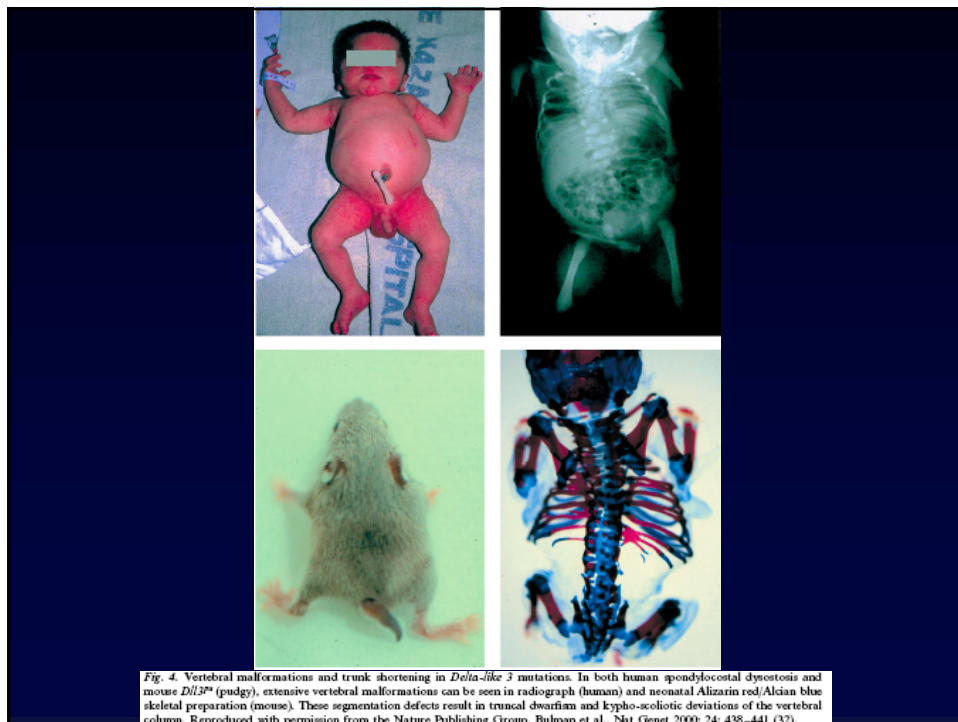 E KAZA
SPITAL
Fig. 4. Vertebral malformations and trunk shortening in Delta-like 3 mutations. In both human spondylocostal dysostosis and
mouse Dll3ᵖᵘ (pudgy), extensive vertebral malformations can be seen in radiograph (human) and neonatal Alizarin red/Alcian blue
skeletal preparation (mouse). These segmentation defects result in truncal dwarfism and kypho-scoliotic deviations of the vertebral
column. Reproduced with permission from the Nature Publishing Group, Bulman et al., Nat Genet 2000; 24: 438–441 (32).